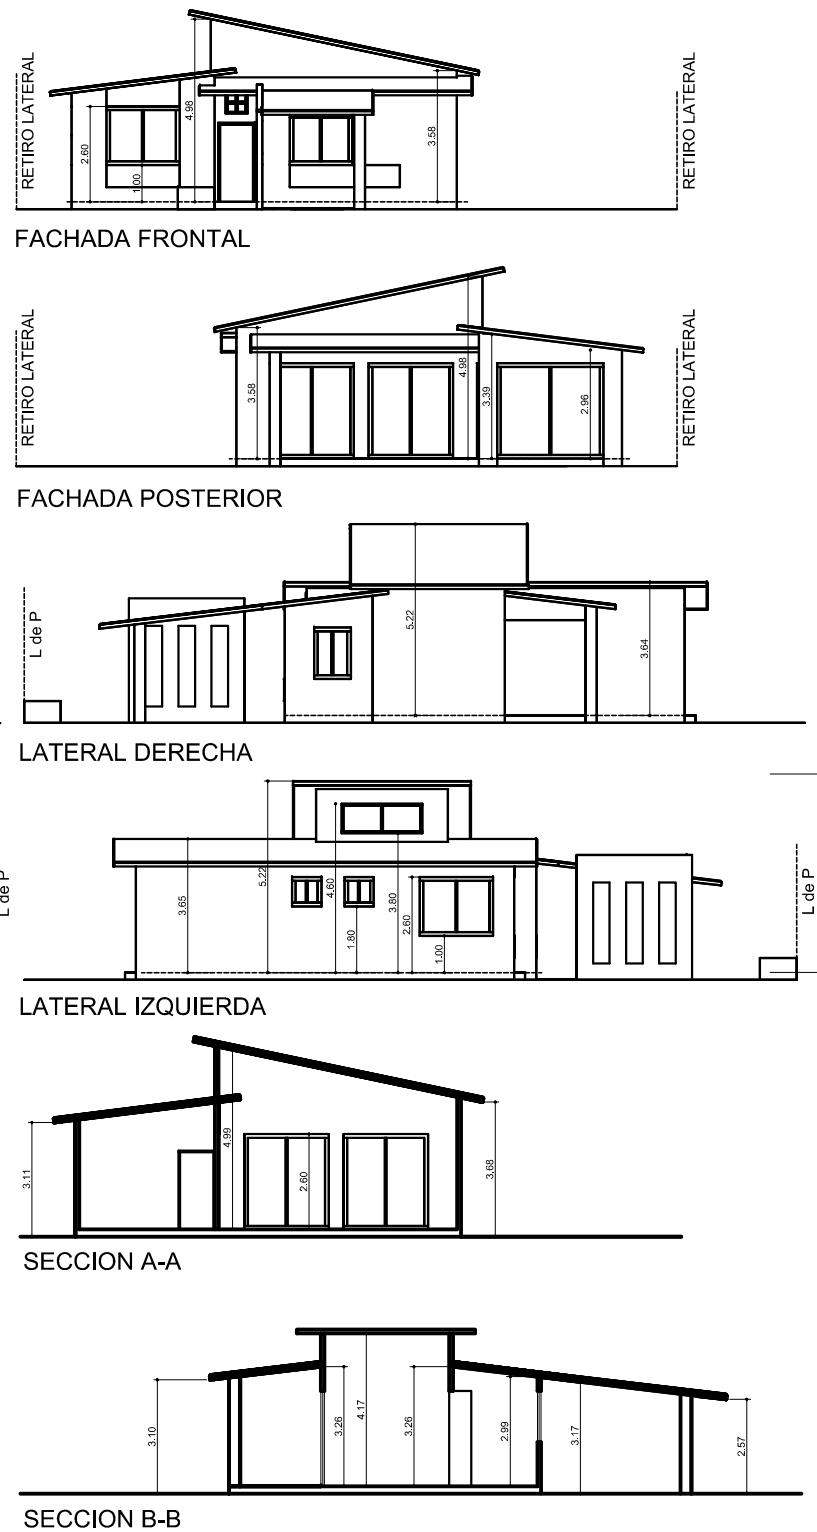 RETIRO LATERAL
2.60
1.00
4.98
3.58
RETIRO LATERAL
FACHADA FRONTAL
RETIRO LATERAL
3.58
4.98
3.39
2.96
RETIRO LATERAL
FACHADA POSTERIOR
L de P
5.22
3.64
LATERAL DERECHA
L de P
3.65
5.22
4.60
1.80
3.80
2.60
1.00
L de P
LATERAL IZQUIERDA
3.11
4.99
2.60
3.68
SECCION A-A
3.10
3.26
4.17
3.26
2.99
3.17
2.57
SECCION B-B